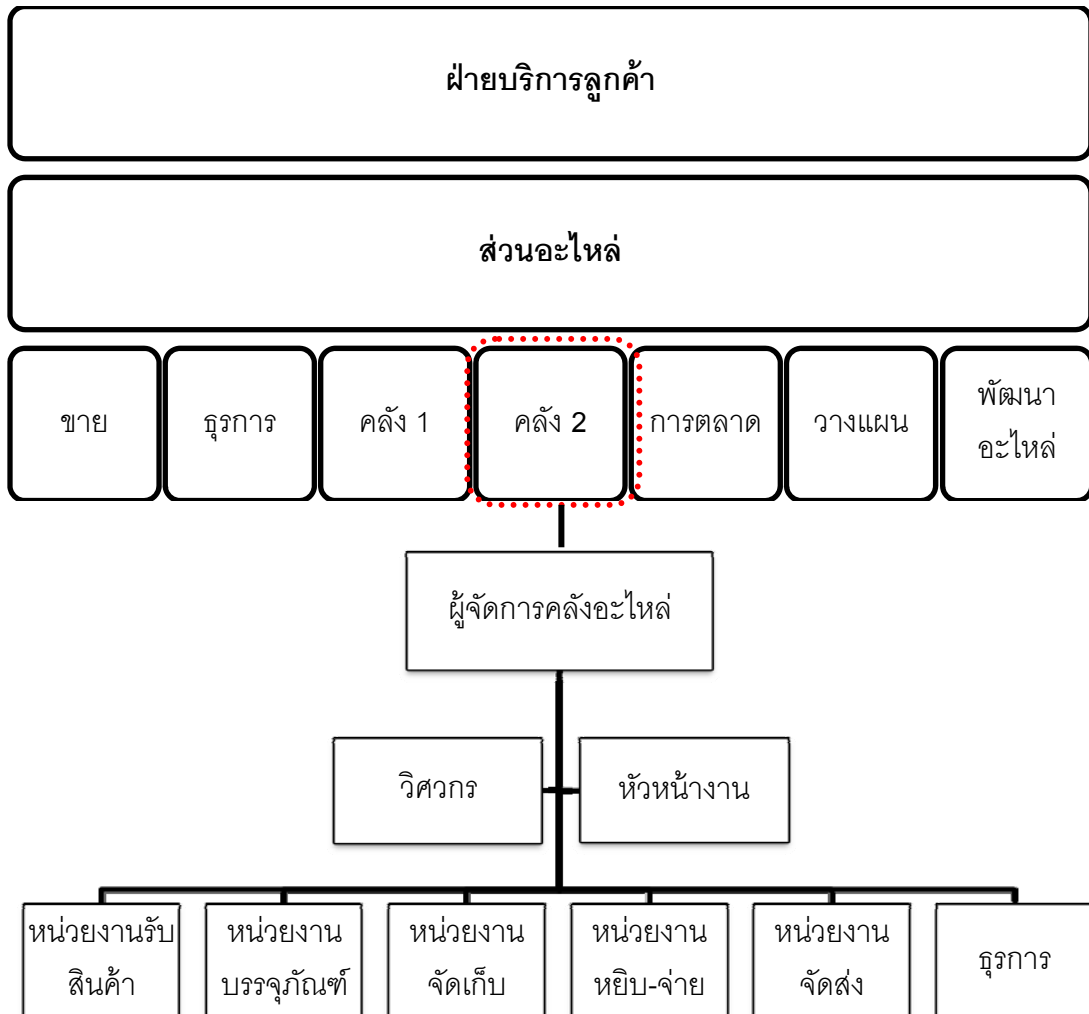 ฝ่ายบริการลูกค้า
ส่วนอะไหล่
ขาย
ธุรการ
คลัง 1
คลัง 2
การตลาด
วางแผน
พัฒนา
อะไหล่
ผู้จัดการคลังอะไหล่
วิศวกร
หัวหน้างาน
หน่วยงานรับ
สินค้า
หน่วยงาน
บรรจุภัณฑ์
หน่วยงาน
จัดเก็บ
หน่วยงาน
หยิบ-จ่าย
หน่วยงาน
จัดส่ง
ธุรการ